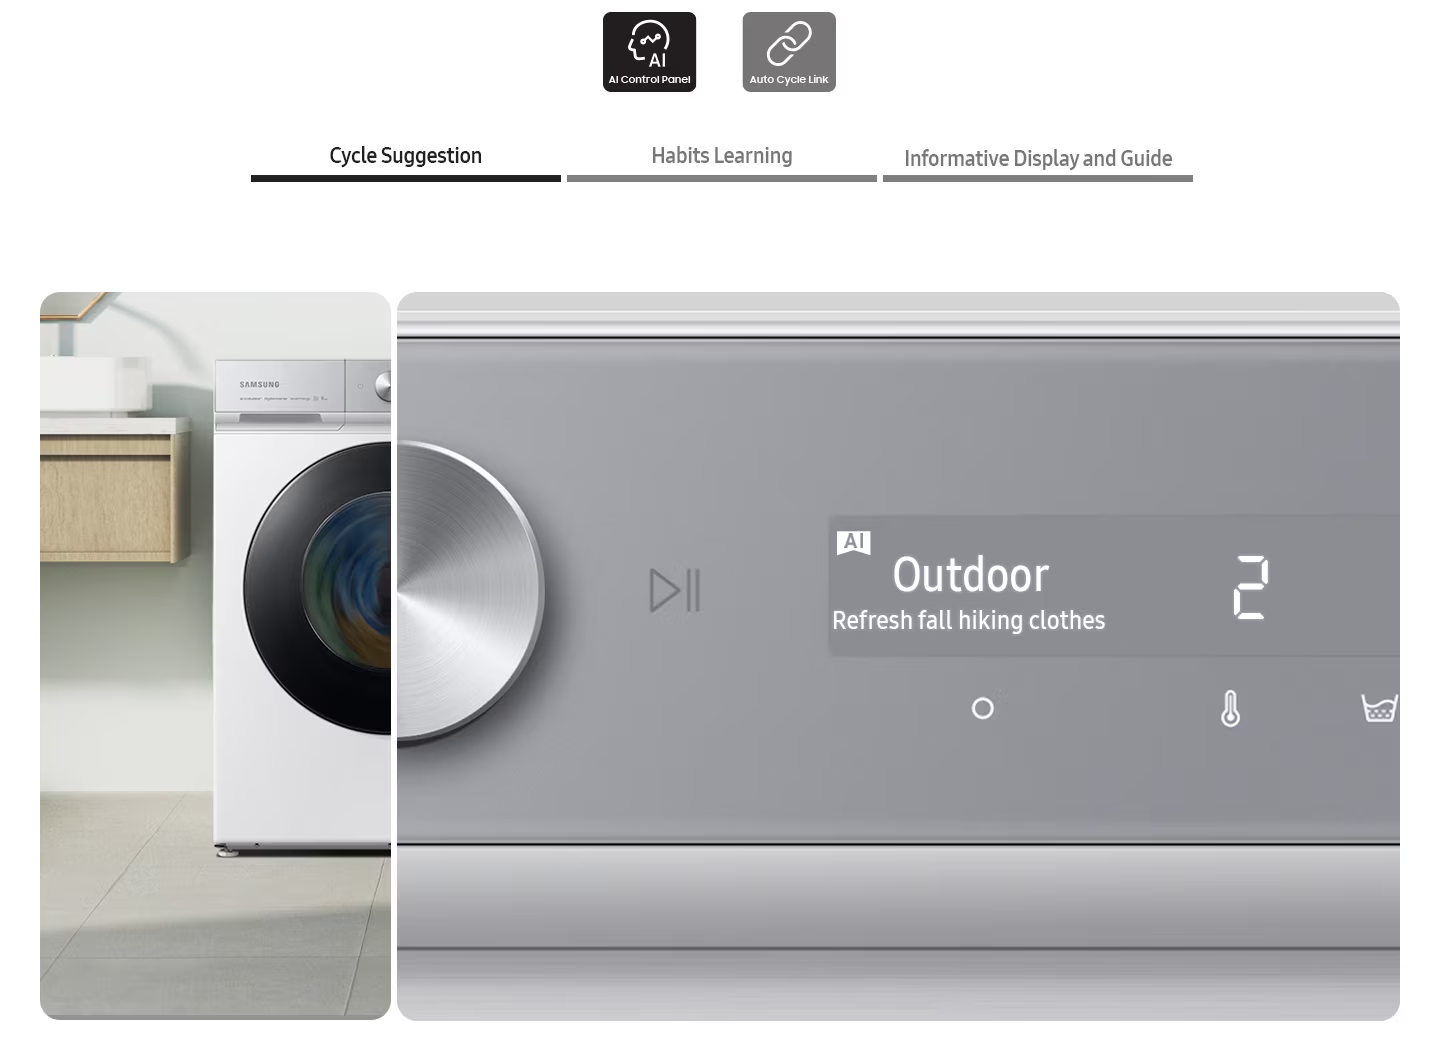 AI
AI Control Panel
Auto Cycle Link
Cycle Suggestion
Habits Learning
Informative Display and Guide
SAMSUNG
AI
Outdoor
2
Refresh fall hiking clothes